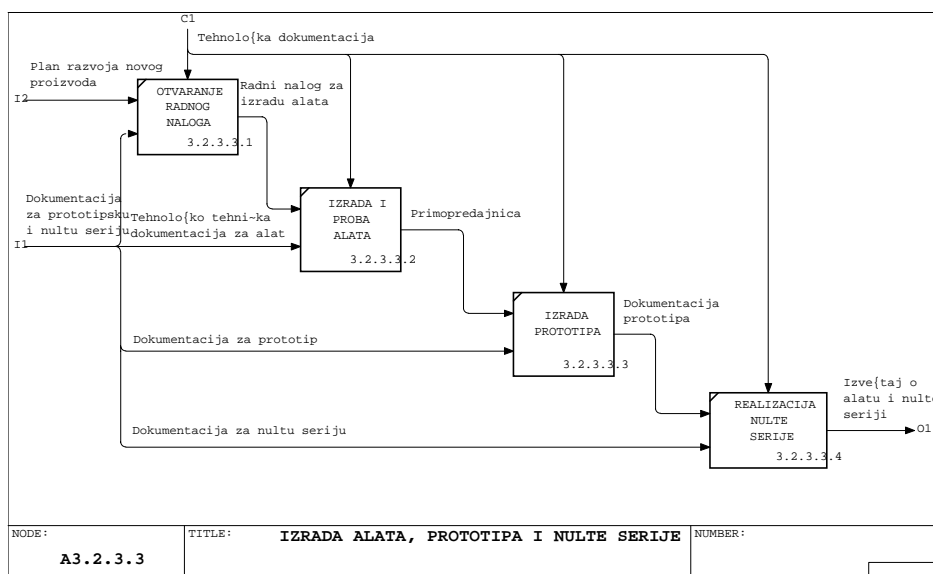 C1
Tehnolo{ka dokumentacija
Plan razvoja novog
proizvoda
I2
OTVARANJE
RADNOG
NALOGA
3.2.3.3.1
Radni nalog za
izradu alata
Dokumentacija
za prototipsku
i nultu seriju
I1
Tehnolo{ko tehni~ka
dokumentacija za alat
IZRADA I
PROBA
ALATA
3.2.3.3.2
Primopredajnica
Dokumentacija za prototip
IZRADA
PROTOTIPA
3.2.3.3.3
Dokumentacija
prototipa
Dokumentacija za nultu seriju
REALIZACIJA
NULTE
SERIJE
3.2.3.3.4
Izve{taj o
alatu i nulte
seriji
O1
NODE:
A3.2.3.3
TITLE:
IZRADA ALATA, PROTOTIPA I NULTE SERIJE
NUMBER: